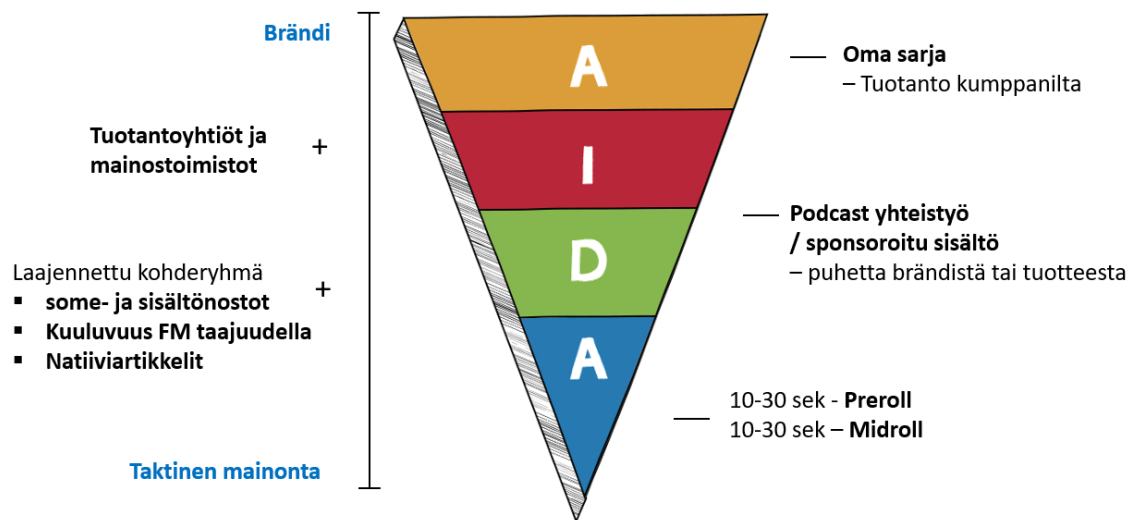 Brändi
Tuotantoyhtiöt ja
mainostoimistot
+
Laajennettu kohderyhmä
▪ some- ja sisältönostot
+
▪ Kuuluvuus FM taajuudella
▪ Natiiviartikkelit
Taktinen mainonta
A
I
D
A
Oma sarja
– Tuotanto kumppanilta
Podcast yhteistyö
/ sponsoroitu sisältö
– puhetta brändistä tai tuotteesta
10-30 sek - Preroll
10-30 sek – Midroll